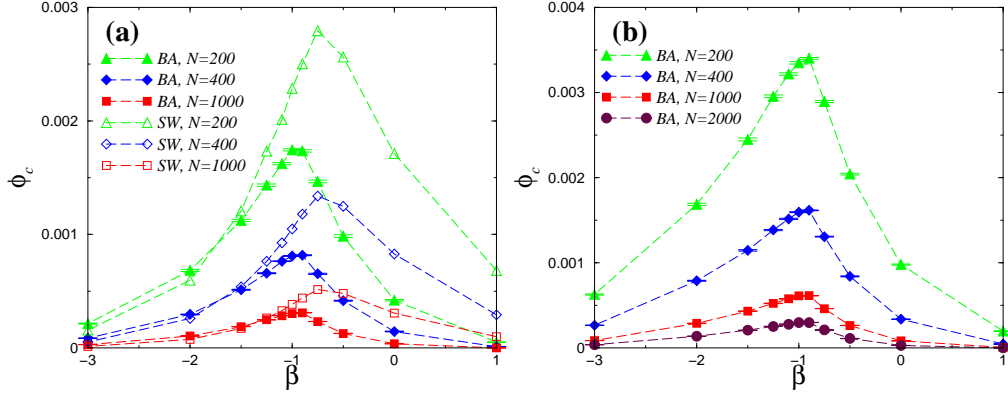 (a)
BA, N=200
BA, N=400
BA, N=1000
SW, N=200
SW, N=400
SW, N=1000
0.003
0.002
0.001
0
ϕ_c
−3
−2
−1
0
1
β
(b)
BA, N=200
BA, N=400
BA, N=1000
BA, N=2000
0.004
0.003
0.002
0.001
0
ϕ_c
−3
−2
−1
0
1
β